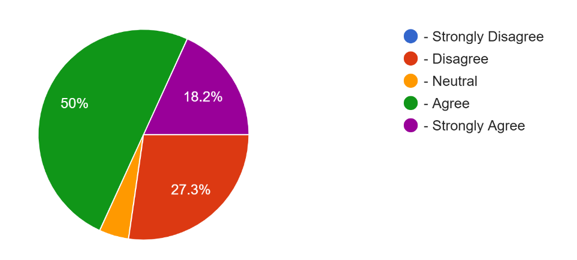 - Strongly Disagree
- Disagree
- Neutral
- Agree
- Strongly Agree
50%
18.2%
27.3%